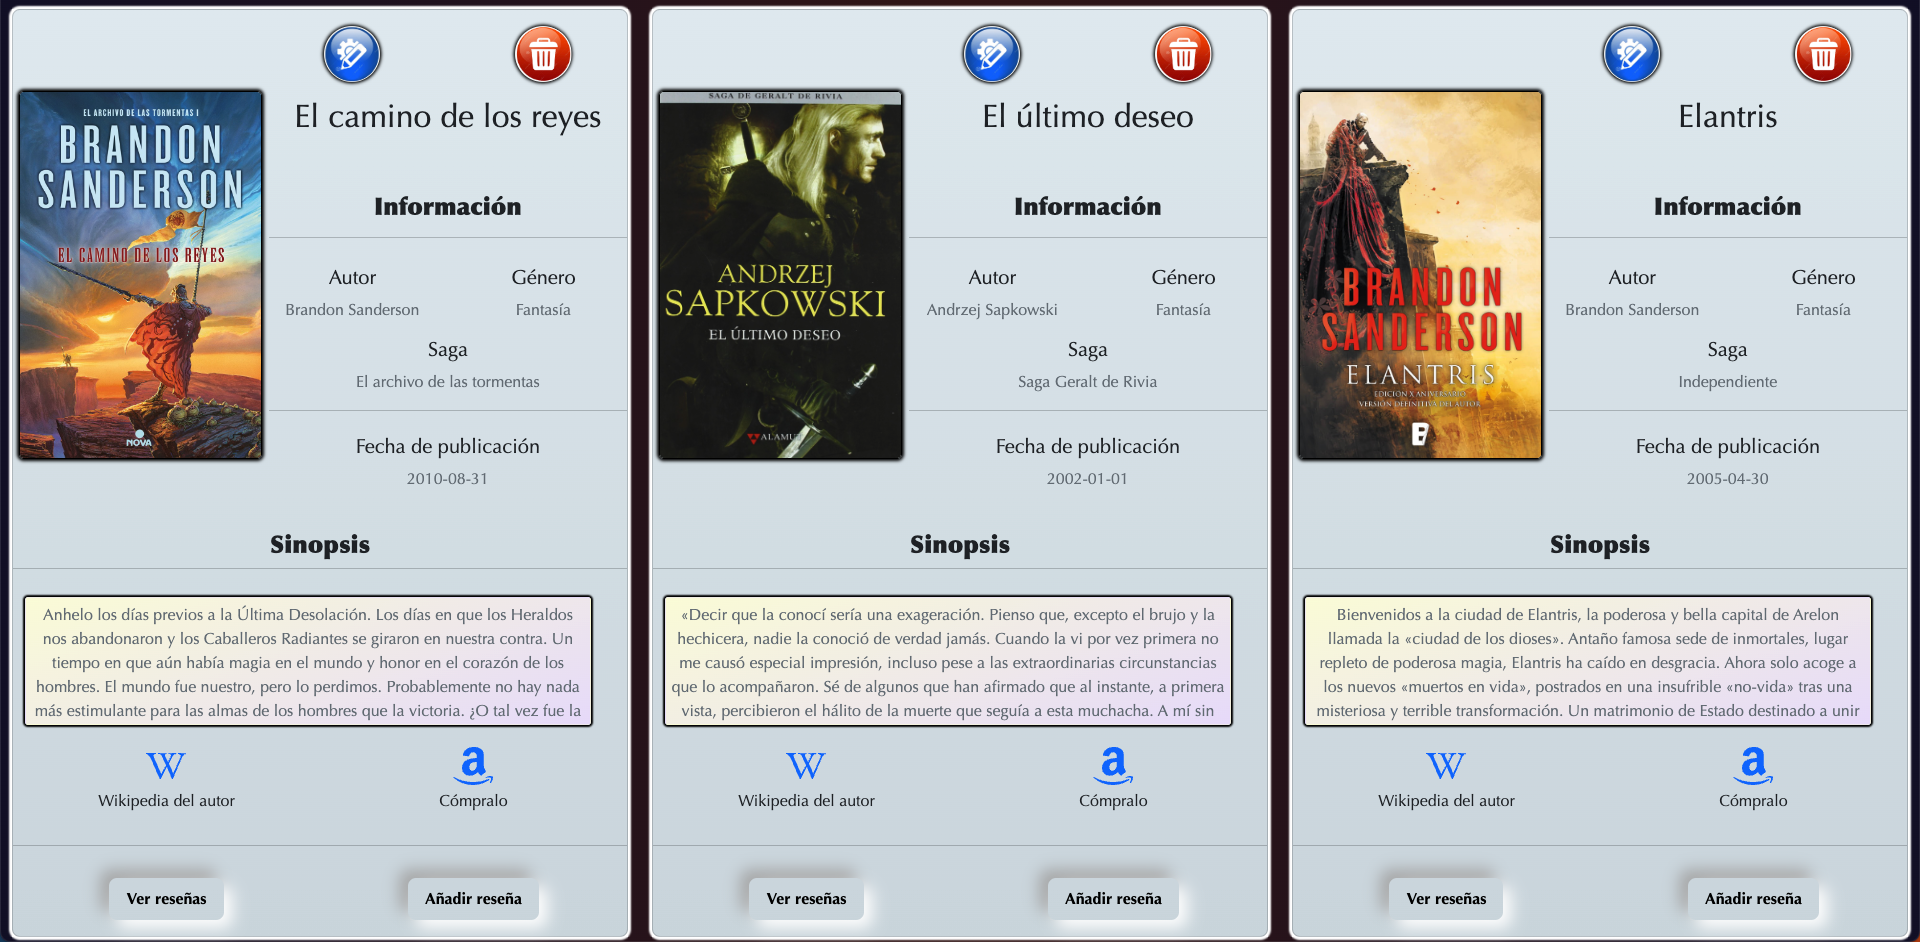 EL ARCHIVO DE LAS TORMENTAS I
BRANDON
SANDERSON
EL CAMINO DE LOS REYES
NOVA
El camino de los reyes
Información
Autor
Género
Brandon Sanderson
Fantasía
Saga
El archivo de las tormentas
Fecha de publicación
2010-08-31
Sinopsis
Anhelo los días previos a la Última Desolación. Los días en que los Heraldos
nos abandonaron y los Caballeros Radiantes se giraron en nuestra contra. Un
tiempo en que aún había magia en el mundo y honor en el corazón de los
hombres. El mundo fue nuestro, pero lo perdimos. Probablemente no hay nada
más estimulante para las almas de los hombres que la victoria. ¿O tal vez fue la
W
a
Wikipedia del autor
Cómpralo
Ver reseñas
Añadir reseña
SAGA DE GERALT DE RIVIA
ANDRZEJ
SAPKOWSKI
EL ÚLTIMO DESEO
ALAMUT
El último deseo
Información
Autor
Género
Andrzej Sapkowski
Fantasía
Saga
Saga Geralt de Rivia
Fecha de publicación
2002-01-01
Sinopsis
«Decir que la conocí sería una exageración. Pienso que, excepto el brujo y la
hechicera, nadie la conoció de verdad jamás. Cuando la vi por vez primera no
me causó especial impresión, incluso pese a las extraordinarias circunstancias
que lo acompañaron. Sé de algunos que han afirmado que al instante, a primera
vista, percibieron el hálito de la muerte que seguía a esta muchacha. A mí sin
W
a
Wikipedia del autor
Cómpralo
Ver reseñas
Añadir reseña
BRANDON
SANDERSON
ELANTRIS
EDICIÓN X ANIVERSARIO
VERSIÓN DEFINITIVA DEL AUTOR
B
Elantris
Información
Autor
Género
Brandon Sanderson
Fantasía
Saga
Independiente
Fecha de publicación
2005-04-30
Sinopsis
Bienvenidos a la ciudad de Elantris, la poderosa y bella capital de Arelon
llamada la «ciudad de los dioses». Antaño famosa sede de inmortales, lugar
repleto de poderosa magia, Elantris ha caído en desgracia. Ahora solo acoge a
los nuevos «muertos en vida», postrados en una insufrible «no-vida» tras una
misteriosa y terrible transformación. Un matrimonio de Estado destinado a unir
W
a
Wikipedia del autor
Cómpralo
Ver reseñas
Añadir reseña